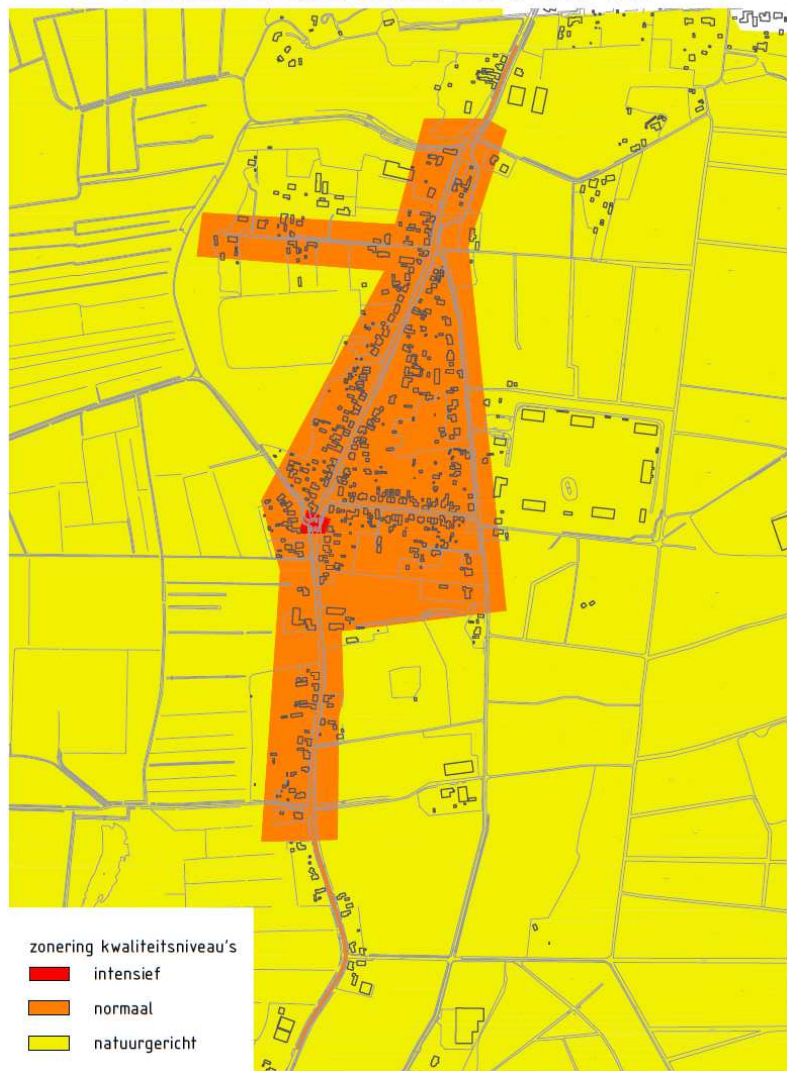 zonering kwaliteitsniveau's
intensief
normaal
natuurgericht